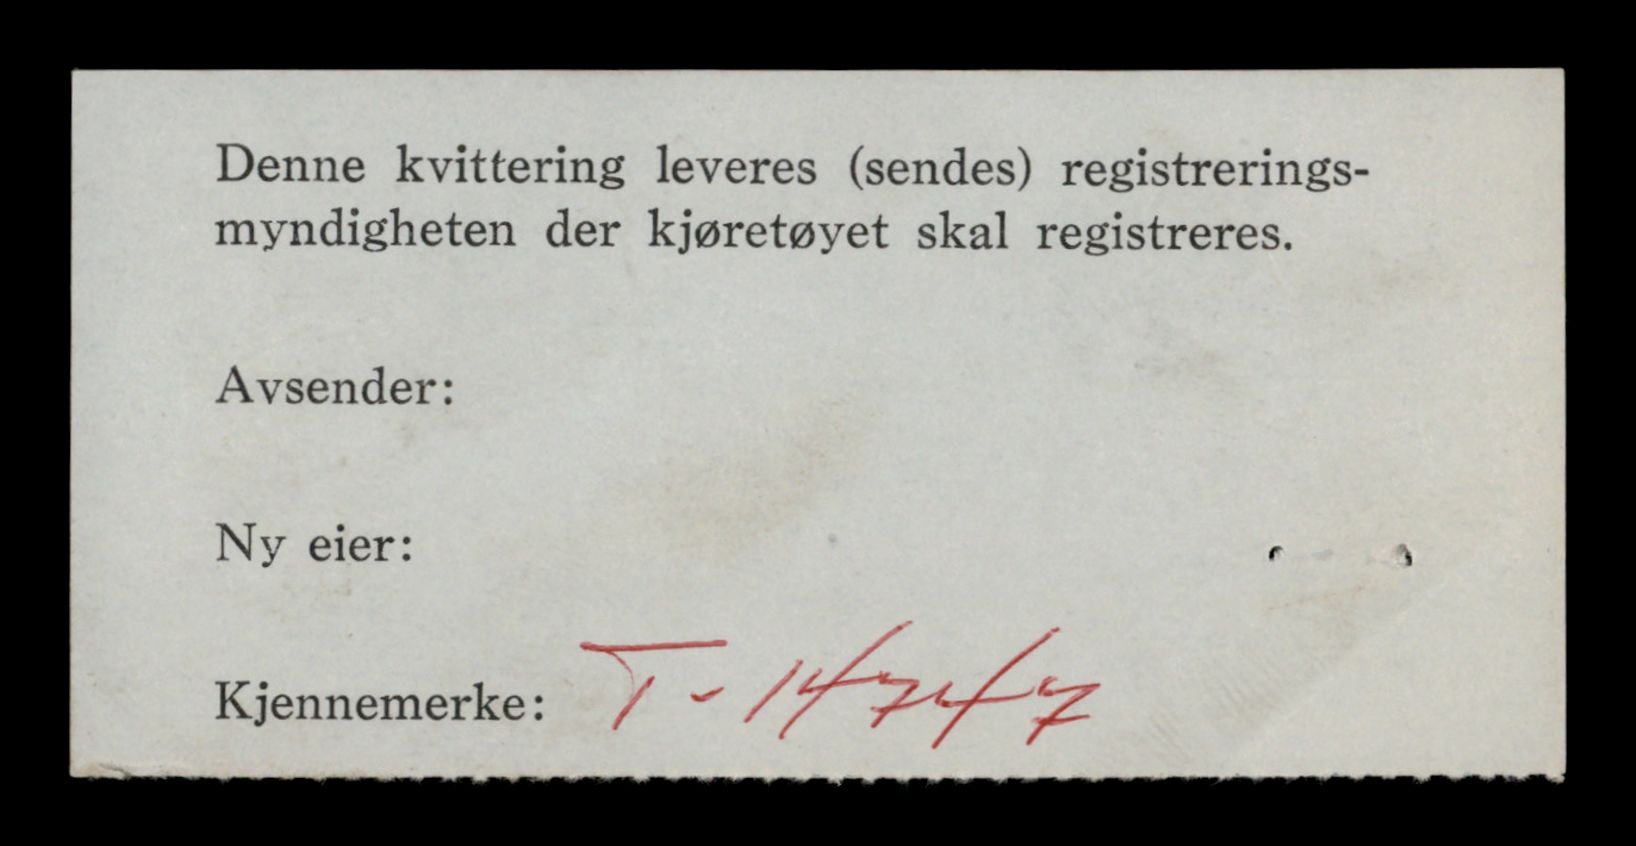 Denne kvittering leveres (sendes) registrerings-
myndigheten der kjøretøyet skal registreres.
Avsender:
Ny eier:
Kjennemerke: T-14747